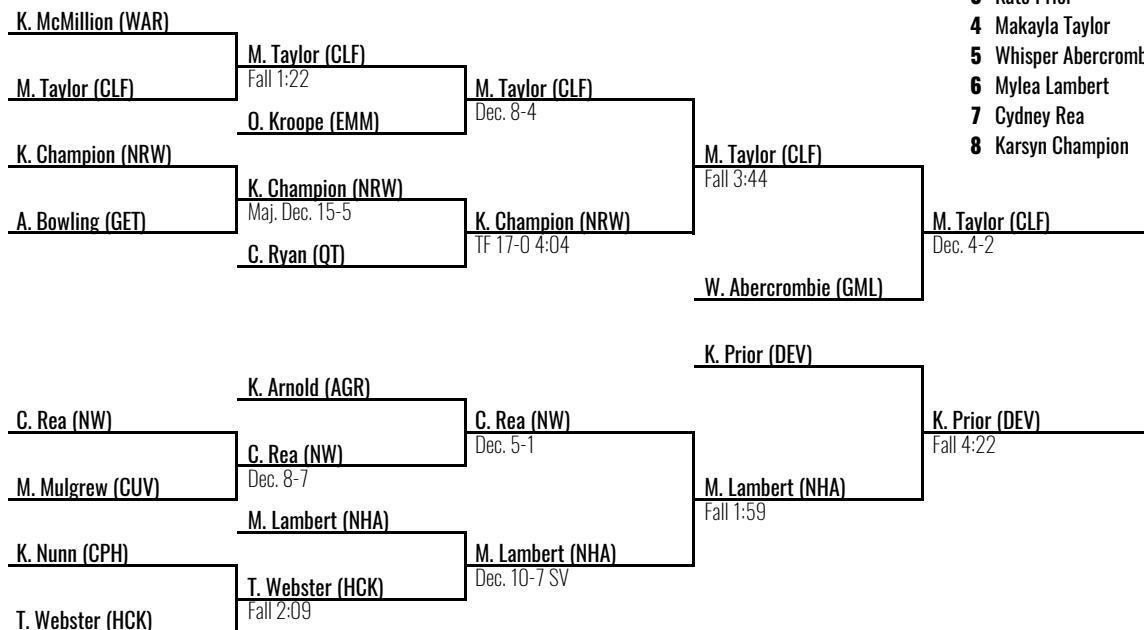 K. McMillion (WAR)
M. Taylor (CLF)
Fall 1:22
M. Taylor (CLF)
M. Taylor (CLF)
Dec. 8-4
O. Kroope (EMM)
K. Champion (NRW)
M. Taylor (CLF)
Fall 3:44
K. Champion (NRW)
Maj. Dec. 15-5
A. Bowling (GET)
K. Champion (NRW)
TF 17-0 4:04
M. Taylor (CLF)
Dec. 4-2
C. Ryan (QT)
W. Abercrombie (GML)
K. Prior (DEV)
K. Arnold (AGR)
C. Rea (NW)
C. Rea (NW)
Dec. 5-1
K. Prior (DEV)
Fall 4:22
C. Rea (NW)
Dec. 8-7
M. Mulgrew (CUV)
M. Lambert (NHA)
Fall 1:59
M. Lambert (NHA)
K. Nunn (CPH)
M. Lambert (NHA)
Dec. 10-7 SV
T. Webster (HCK)
Fall 2:09
T. Webster (HCK)
4 Makayla Taylor
5 Whisper Abercromb
6 Mylea Lambert
7 Cydney Rea
8 Karsyn Champion